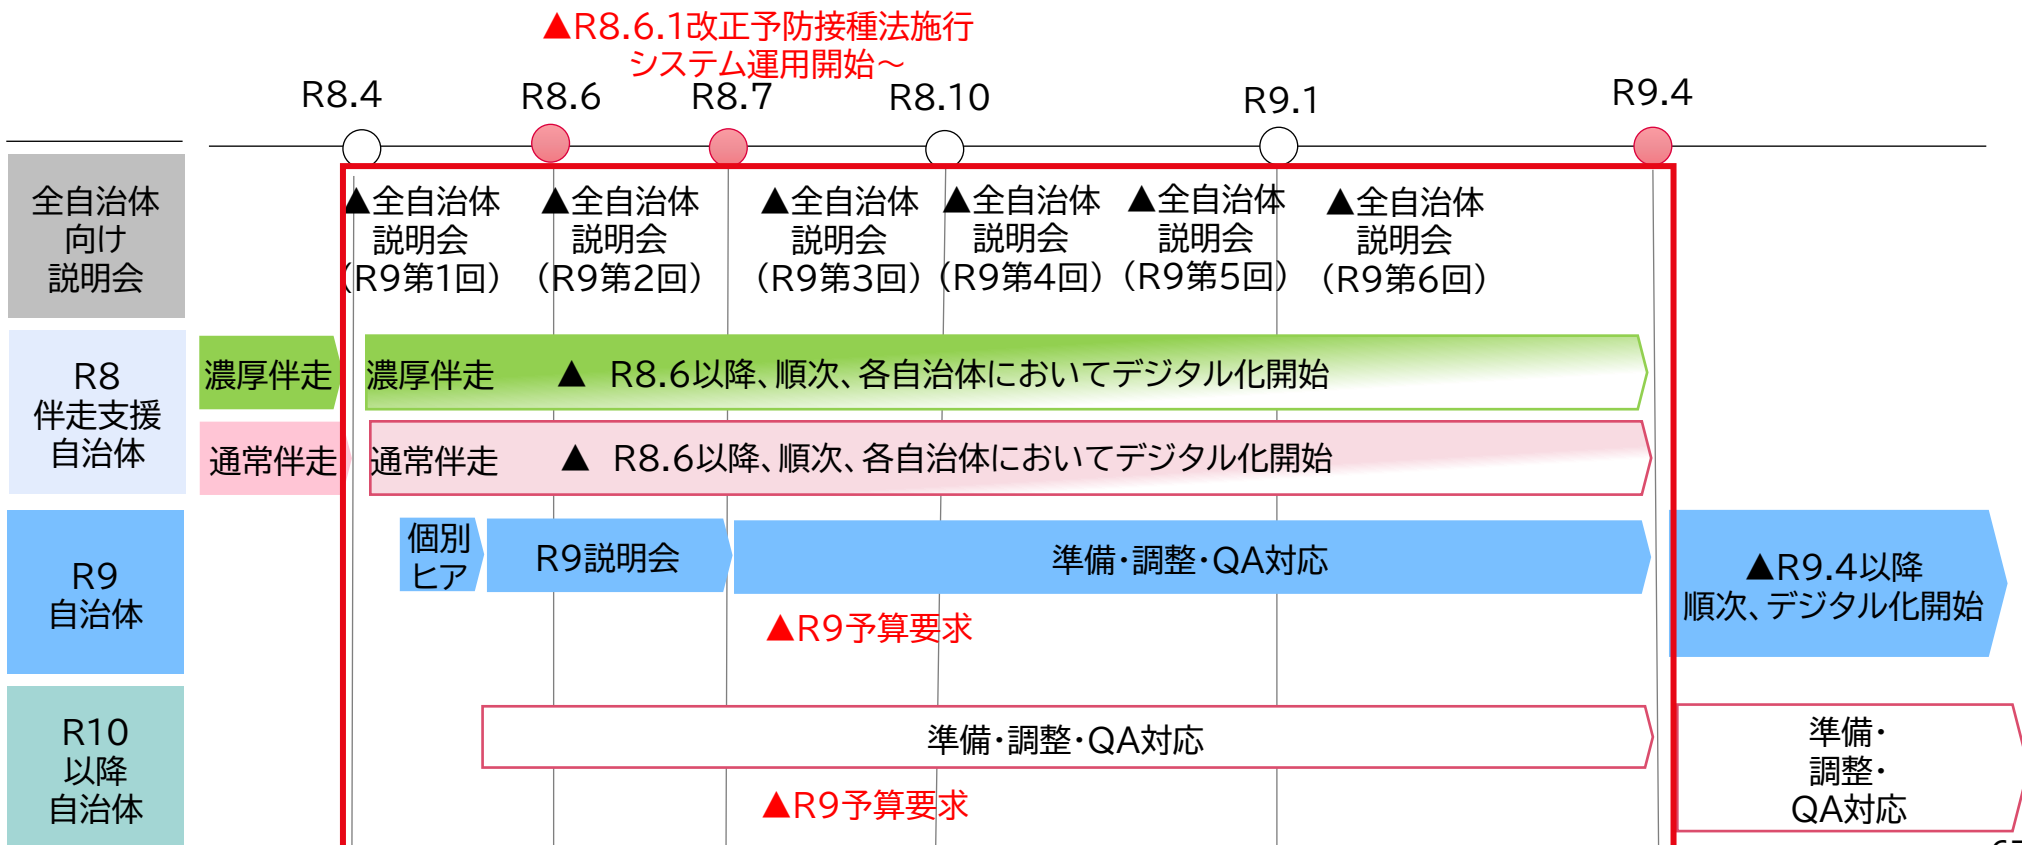 ▲R8.6.1改正予防接種法施行
システム運用開始～
R8.4
R8.6
R8.7
R8.10
R9.1
R9.4
全自治体
向け
説明会
▲全自治体
説明会
（R9第1回）
▲全自治体
説明会
（R9第2回）
▲全自治体
説明会
（R9第3回）
▲全自治体
説明会
（R9第4回）
▲全自治体
説明会
（R9第5回）
▲全自治体
説明会
（R9第6回）
R8
伴走支援
自治体
濃厚伴走
濃厚伴走 ▲ R8.6以降、順次、各自治体においてデジタル化開始
通常伴走
通常伴走 ▲ R8.6以降、順次、各自治体においてデジタル化開始
R9
自治体
個別
ヒア
R9説明会
準備・調整・QA対応
▲R9.4以降
順次、デジタル化開始
▲R9予算要求
R10
以降
自治体
準備・調整・QA対応
準備・
調整・
QA対応
▲R9予算要求